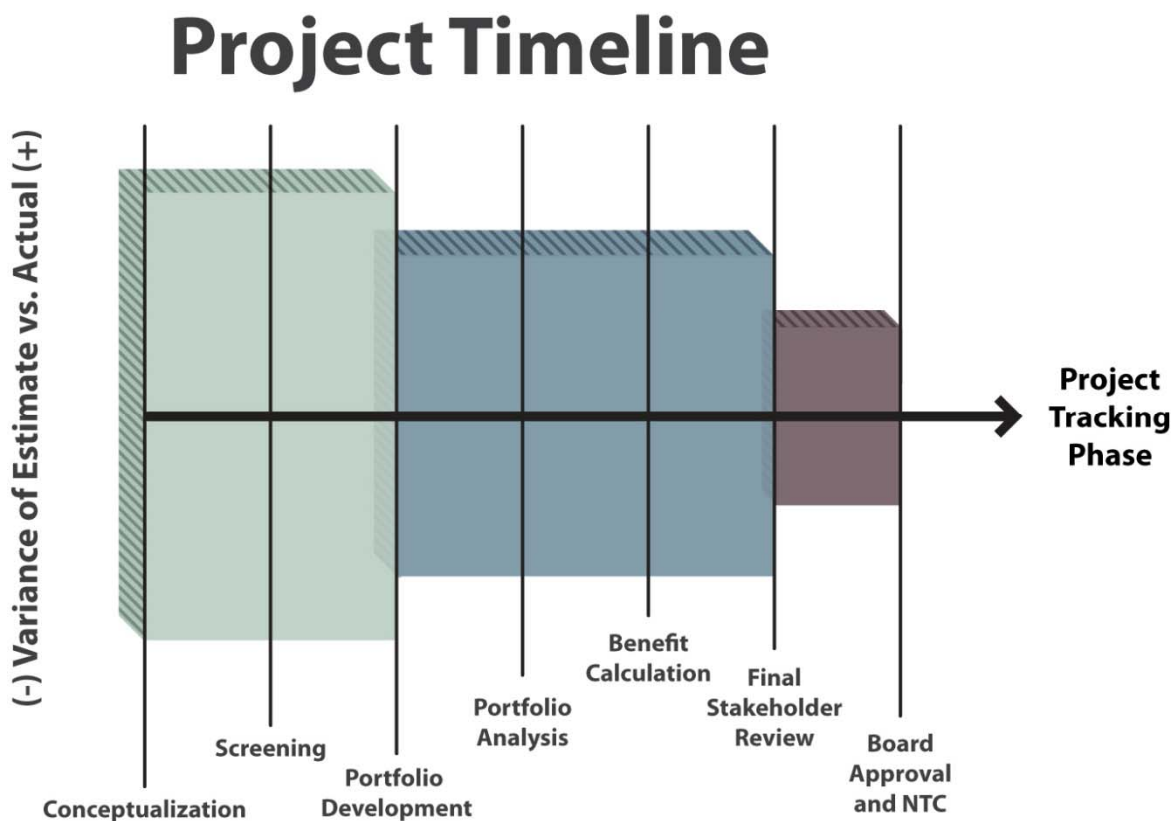 Project Timeline
(-) Variance of Estimate vs. Actual (+)
Project
Tracking
Phase
Conceptualization
Screening
Portfolio
Development
Portfolio
Analysis
Benefit
Calculation
Final
Stakeholder
Review
Board
Approval
and NTC